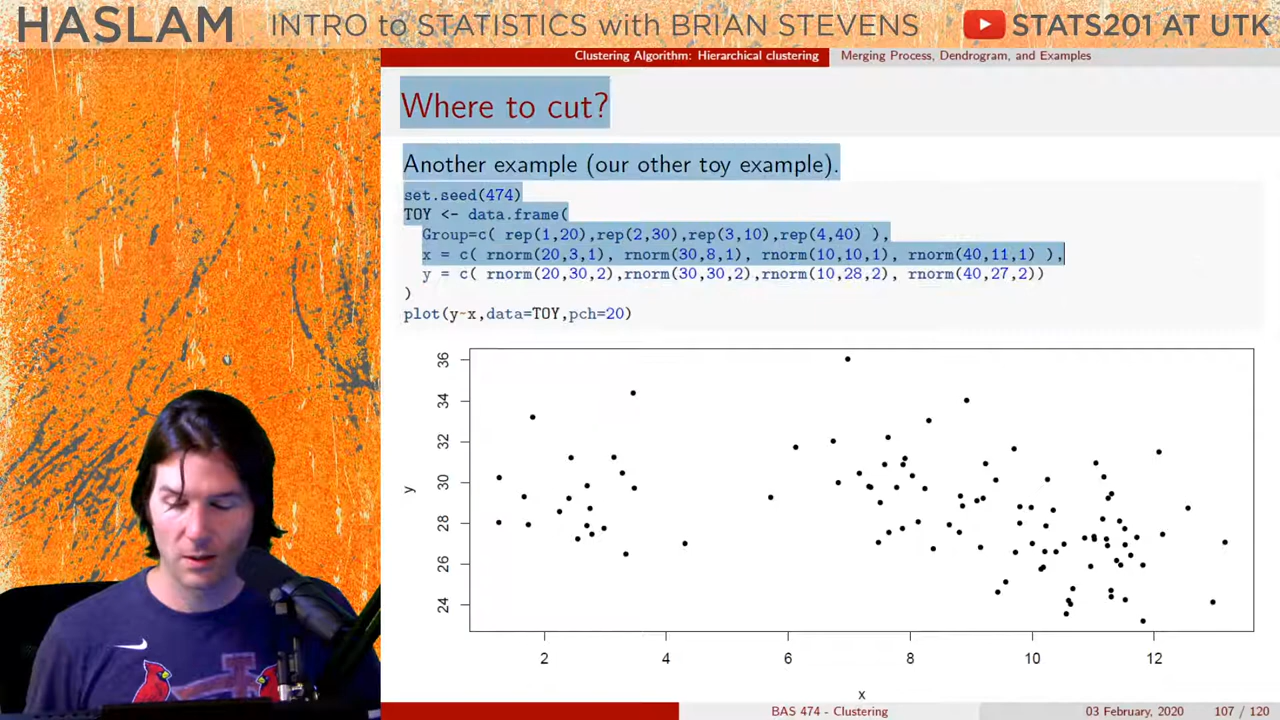 HASLAM INTRO to STATISTICS with BRIAN STEVENS STATS201 AT UTK
Clustering Algorithm: Hierarchical clustering Merging Process, Dendrogram, and Examples
Where to cut?
Another example (our other toy example).
set.seed(474)
TOY <- data.frame(
Group=c( rep(1,20),rep(2,30),rep(3,10),rep(4,40) ),
x = c( rnorm(20,3,1), rnorm(30,8,1), rnorm(10,10,1), rnorm(40,11,1) ),
y = c( rnorm(20,30,2),rnorm(30,30,2),rnorm(10,28,2), rnorm(40,27,2))
)
plot(y~x,data=TOY,pch=20)
36
34
32
30
28
26
24
y
2 4 6 8 10 12
x
BAS 474 - Clustering 03 February, 2020 107 / 120